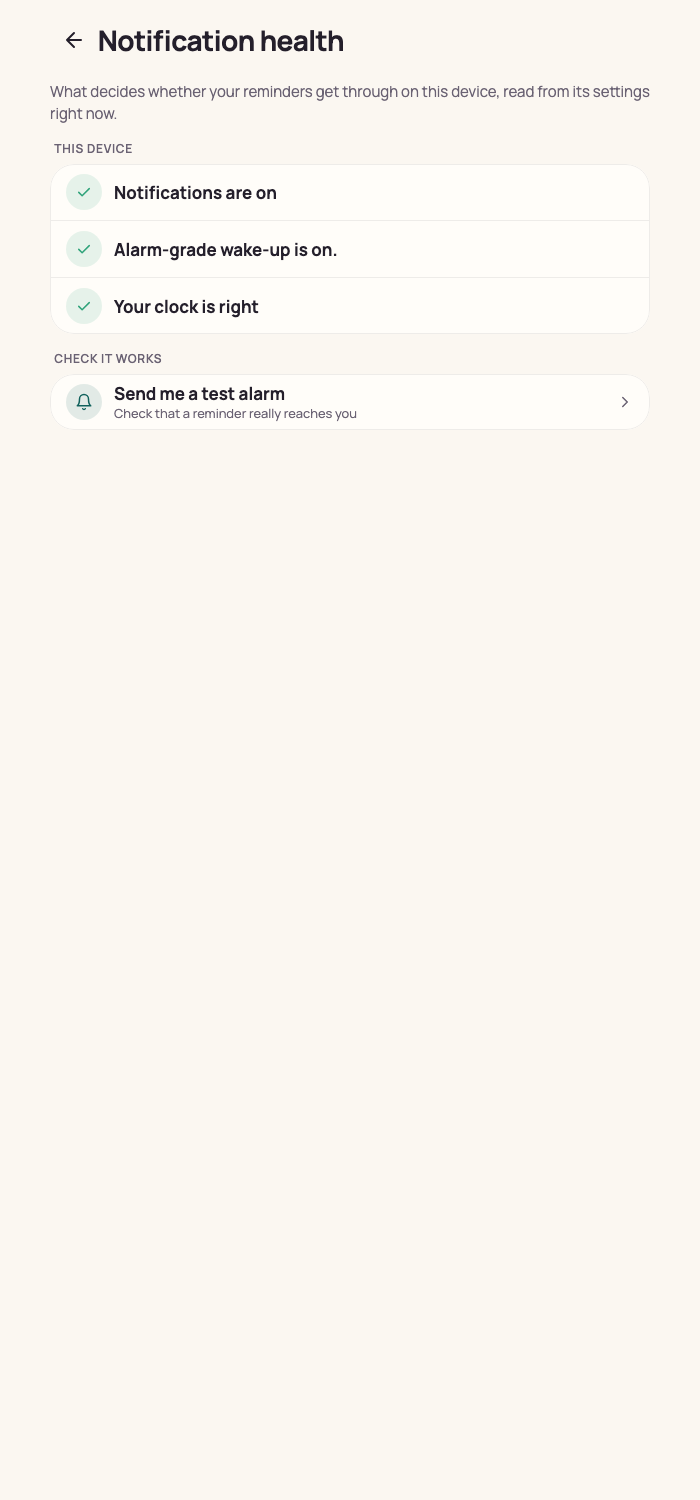 Notification health
What decides whether your reminders get through on this device, read from its settings
right now.
THIS DEVICE
Notifications are on
Alarm-grade wake-up is on.
Your clock is right
CHECK IT WORKS
Send me a test alarm
Check that a reminder really reaches you